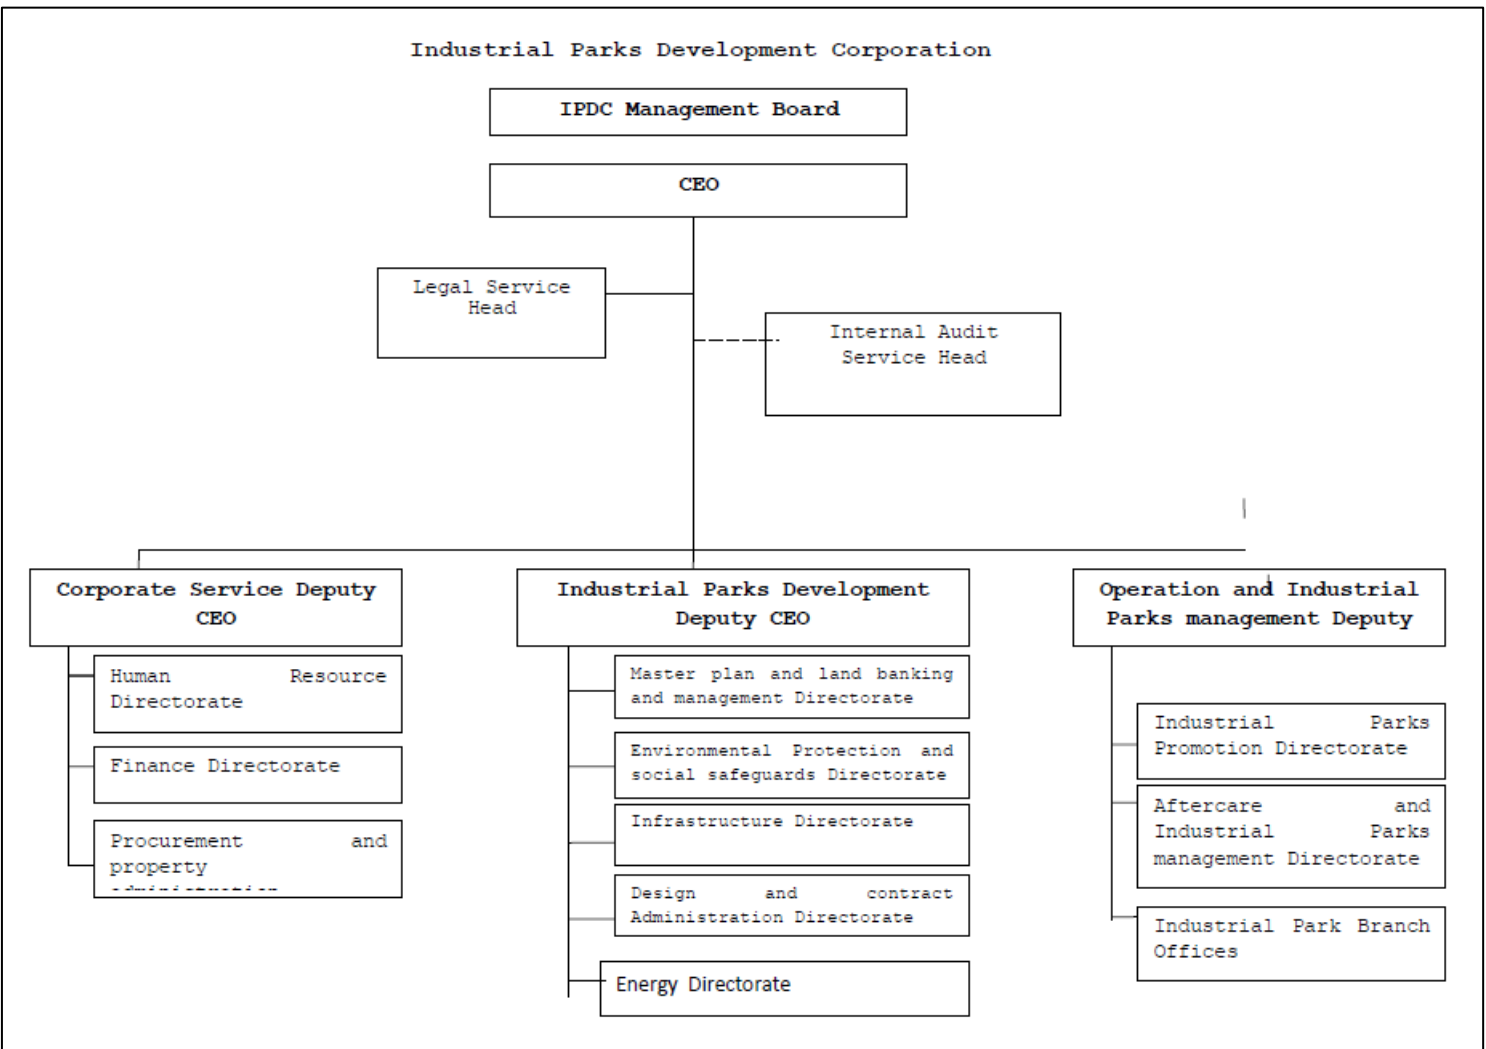 Industrial Parks Development Corporation
IPDC Management Board
CEO
Legal Service
Head
Internal Audit
Service Head
Corporate Service Deputy
CEO
Human Resource
Directorate
Finance Directorate
Procurement and
property
Industrial Parks Development
Deputy CEO
Master plan and land banking
and management Directorate
Environmental Protection and
social safeguards Directorate
Infrastructure Directorate
Design and contract
Administration Directorate
Energy Directorate
Operation and Industrial
Parks management Deputy
Industrial Parks
Promotion Directorate
Aftercare and
Industrial Parks
management Directorate
Industrial Park Branch
Offices